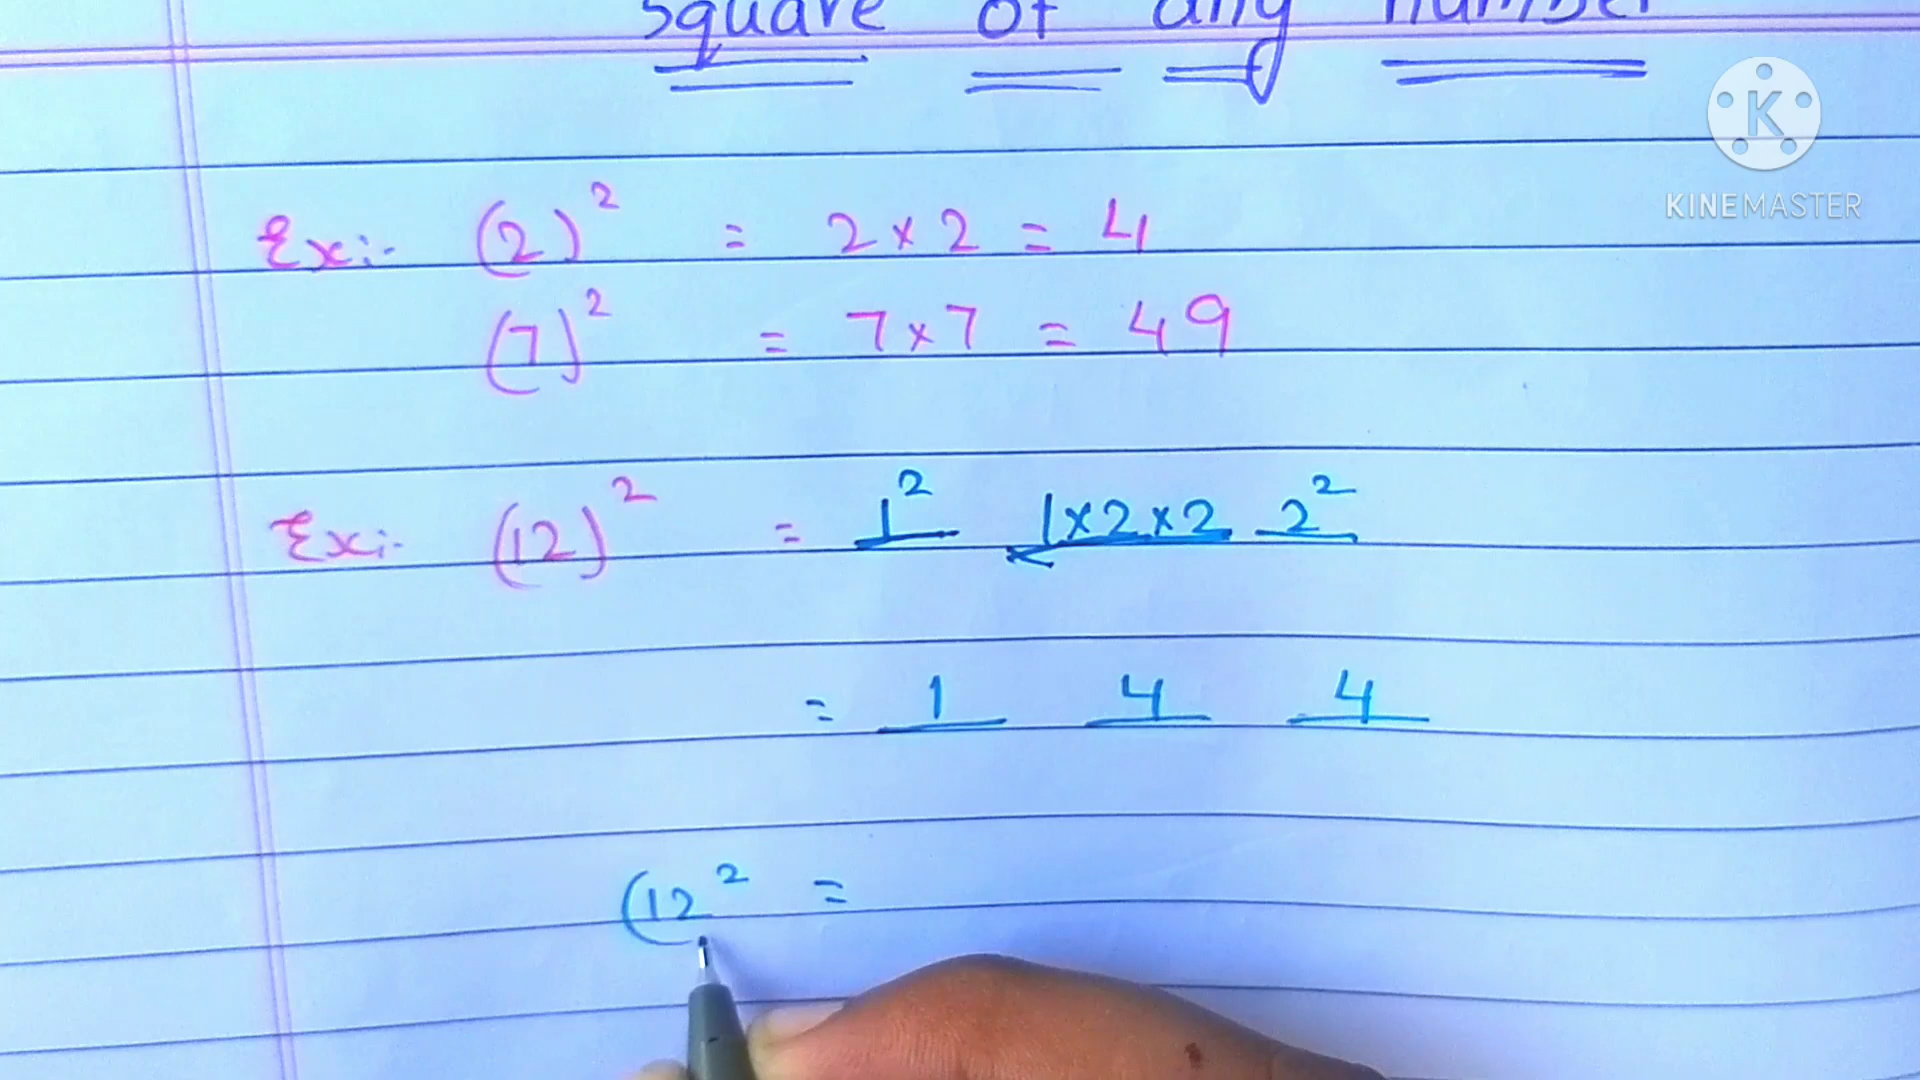 square of any number
K
KINEMASTER
Ex:- (2)² = 2×2 = 4
(7)² = 7×7 = 49
Ex:- (12)² = 1² 1×2×2 2²
= 1 4 4
(12² =